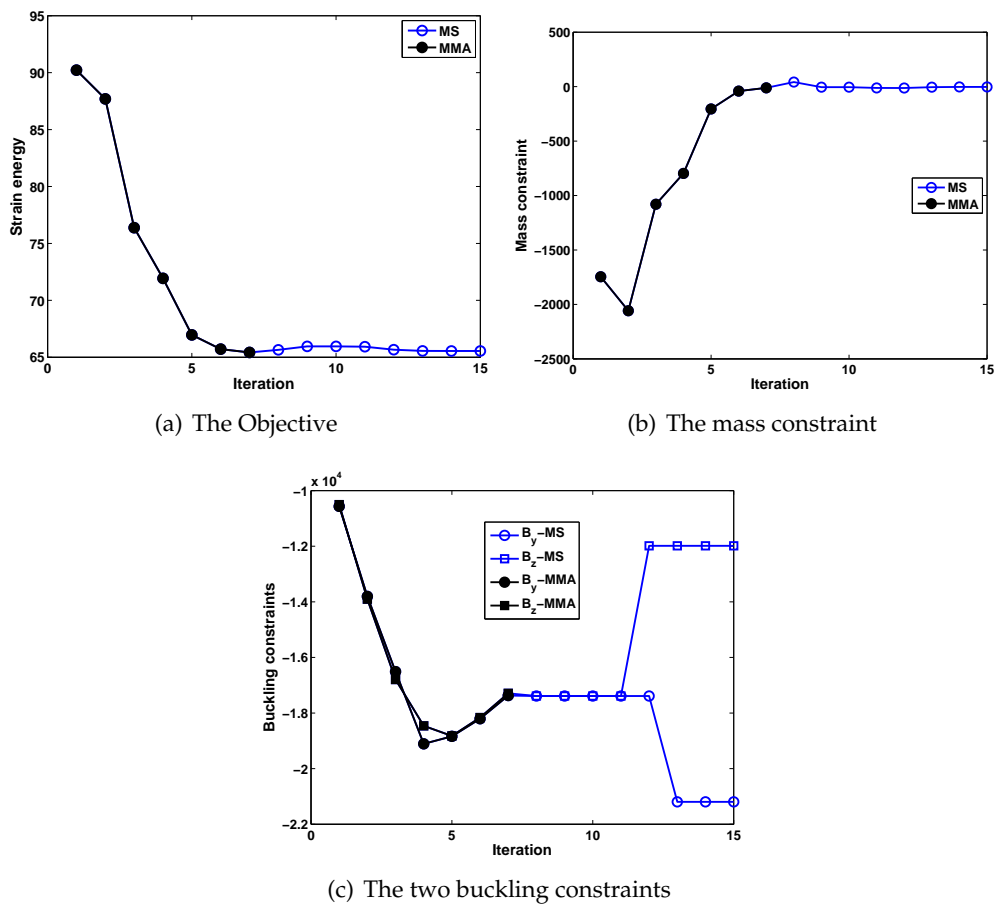 95
90
85
80
75
70
65
0
5
10
15
Strain energy
Iteration
MS
MMA
(a) The Objective
500
0
−500
−1000
−1500
−2000
−2500
0
5
10
15
Mass constraint
Iteration
MS
MMA
(b) The mass constraint
x 10^4
−1
−1.2
−1.4
−1.6
−1.8
−2
−2.2
0
5
10
15
Buckling constraints
Iteration
B_y−MS
B_z−MS
B_y−MMA
B_z−MMA
(c) The two buckling constraints